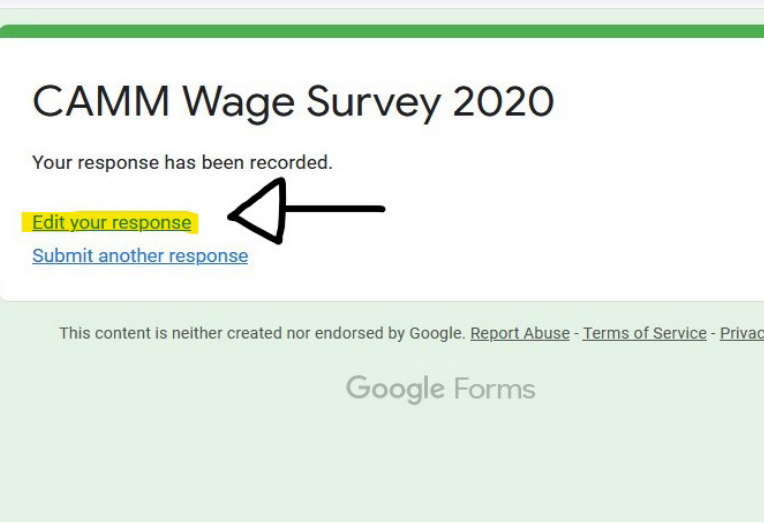 CAMM Wage Survey 2020
Your response has been recorded.
Edit your response
Submit another response
This content is neither created nor endorsed by Google. Report Abuse - Terms of Service - Privac
Google Forms